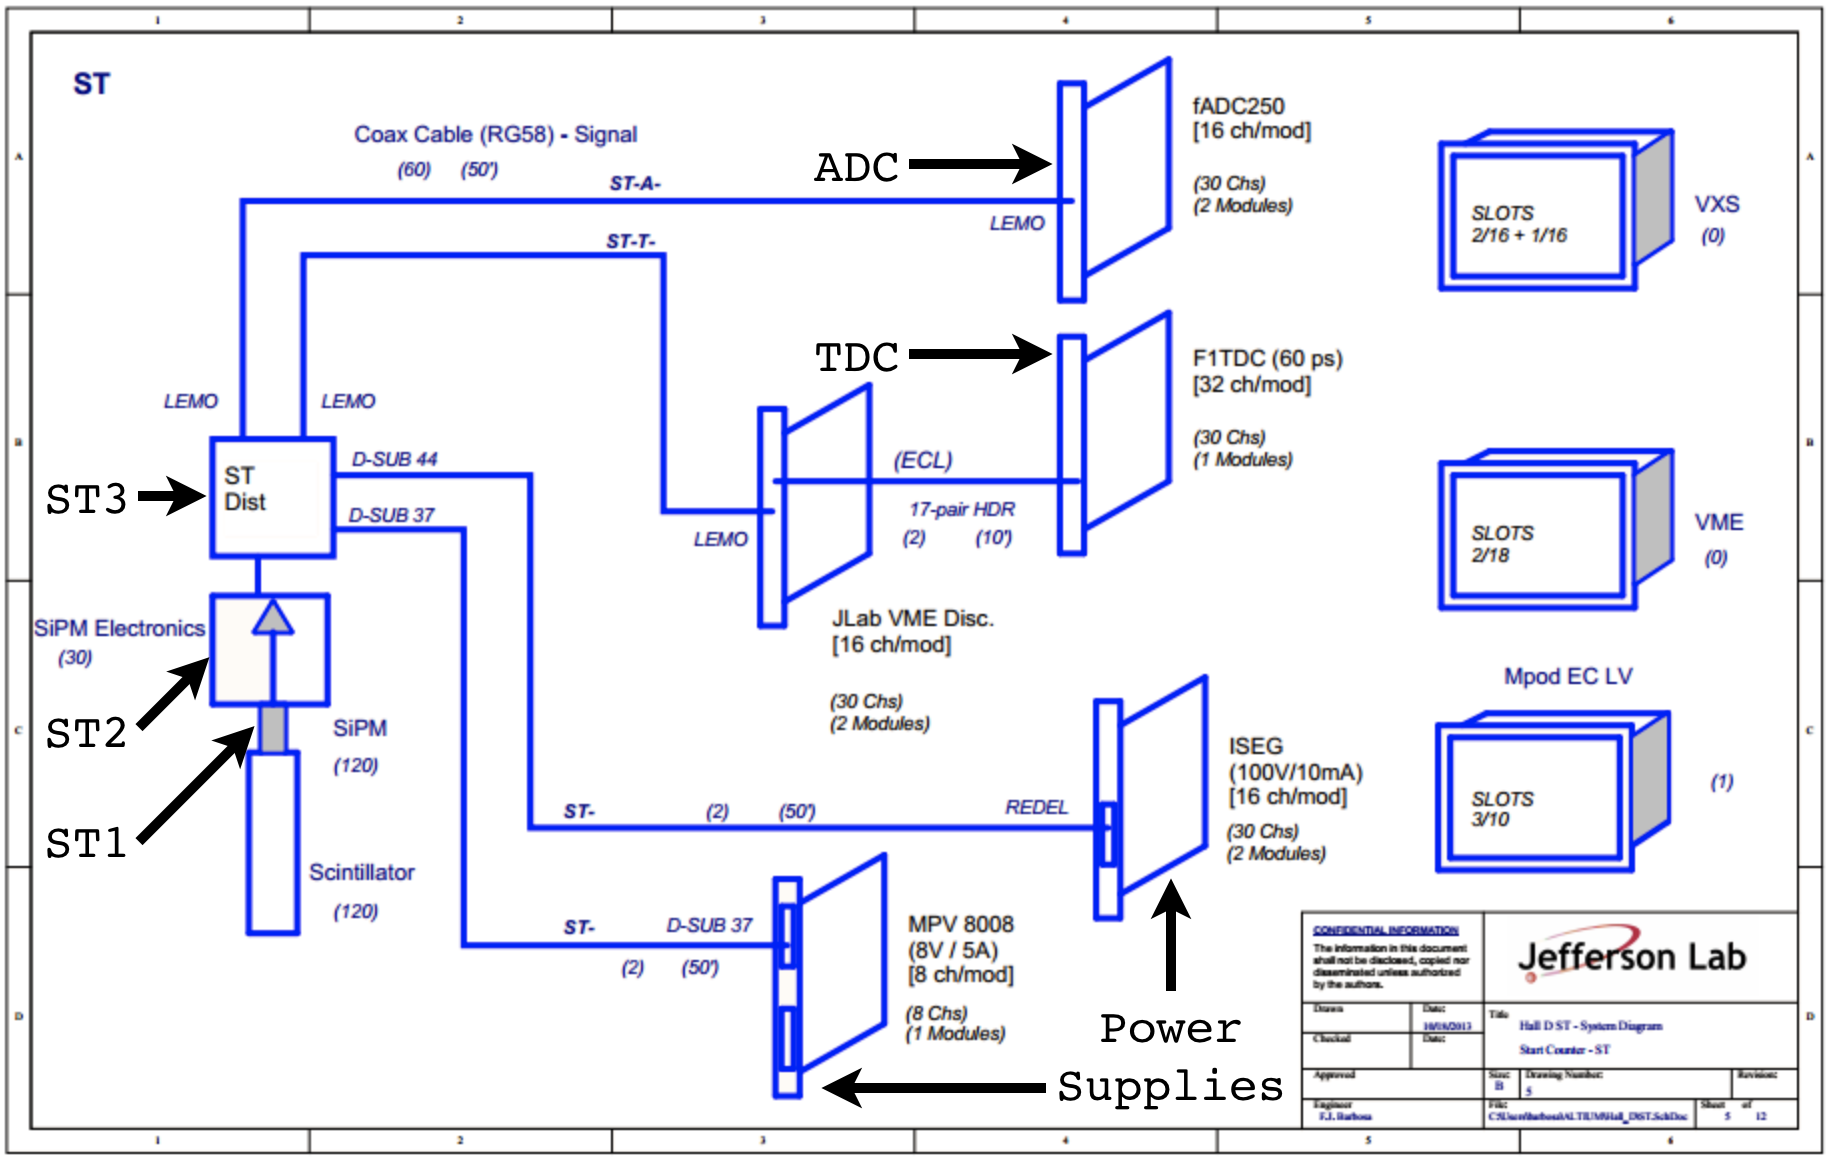 1 2 3 4 5 6
ST
Coax Cable (RG58) - Signal
(60) (50')
ST-A-
ADC
LEMO
fADC250
[16 ch/mod]
(30 Chs)
(2 Modules)
SLOTS
2/16 + 1/16
VXS
(0)
A
A
ST-T-
TDC
F1TDC (60 ps)
[32 ch/mod]
(30 Chs)
(1 Modules)
LEMO
LEMO
B
B
ST
Dist
ST3
D-SUB 44
D-SUB 37
(ECL)
17-pair HDR
(2) (10')
LEMO
SLOTS
2/18
VME
(0)
JLab VME Disc.
[16 ch/mod]
(30 Chs)
(2 Modules)
SiPM Electronics
(30)
ST2
SiPM
(120)
C
C
ST1
Scintillator
(120)
ST-
(2) (50')
REDEL
ISEG
(100V/10mA)
[16 ch/mod]
(30 Chs)
(2 Modules)
Mpod EC LV
SLOTS
3/10
(1)
ST-
D-SUB 37
(2) (50')
MPV 8008
(8V / 5A)
[8 ch/mod]
(8 Chs)
(1 Modules)
Power
Supplies
D
D
CONFIDENTIAL INFORMATION
The information in this document
shall not be disclosed, copied nor
disseminated unless authorized
by the authors.
Jefferson Lab
Drawn
Date:
10/18/2013
Checked
Date:
Approved
Engineer
F.J. Barbosa
Title
Hall D ST - System Diagram
Start Counter - ST
Size:
B
Drawing Number:
5
Revision:
File:
Sheet 5 of 12
1 2 3 4 5 6